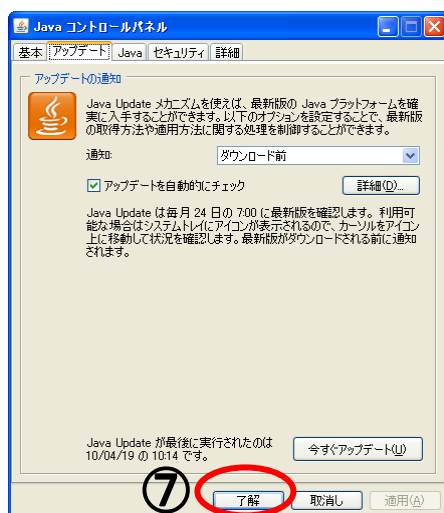 Java コントロールパネル
基本 アップデート Java セキュリティ 詳細
アップデートの通知
Java Update メカニズムを使えば、最新版の Java プラットフォームを確
実に入手することができます。以下のオプションを設定することで、最新版
の取得方法や適用方法に関する処理を制御することができます。
通知: ダウンロード前
アップデートを自動的にチェック 詳細(D)...
Java Update は毎月 24 日の 7:00 に最新版を確認します。利用可
能な場合はシステムトレイにアイコンが表示されるので、カーソルをアイコン
上に移動して状況を確認します。最新版がダウンロードされる前に通知
されます。
Java Update が最後に実行されたのは
10/04/19 の 10:14 です。 今すぐアップデート(U)
⑦ 了解 取消し 適用(A)